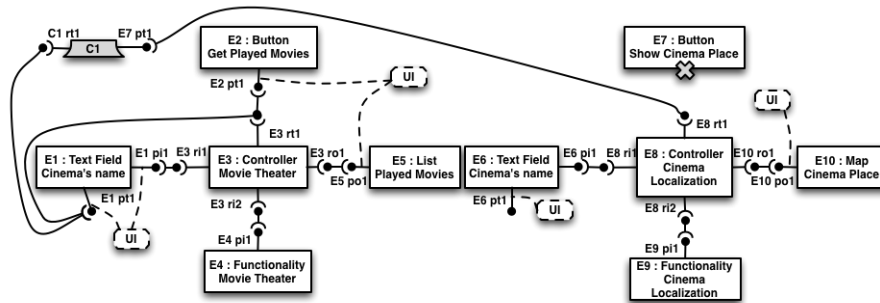 C1 rt1
E7 pt1
C1
E2 : Button
Get Played Movies
E7 : Button
Show Cinema Place
UI
E2 pt1
UI
E3 rt1
E8 rt1
E1 : Text Field
Cinema's name
E1 pi1
E3 ri1
E3 : Controller
Movie Theater
E3 ro1
E5 po1
E5 : List
Played Movies
E6 : Text Field
Cinema's name
E6 pi1
E8 ri1
E8 : Controller
Cinema
Localization
E10 ro1
E10 po1
E10 : Map
Cinema Place
E1 pt1
UI
E3 ri2
E6 pt1
UI
E8 ri2
E4 pi1
E9 pi1
E4 : Functionality
Movie Theater
E9 : Functionality
Cinema
Localization